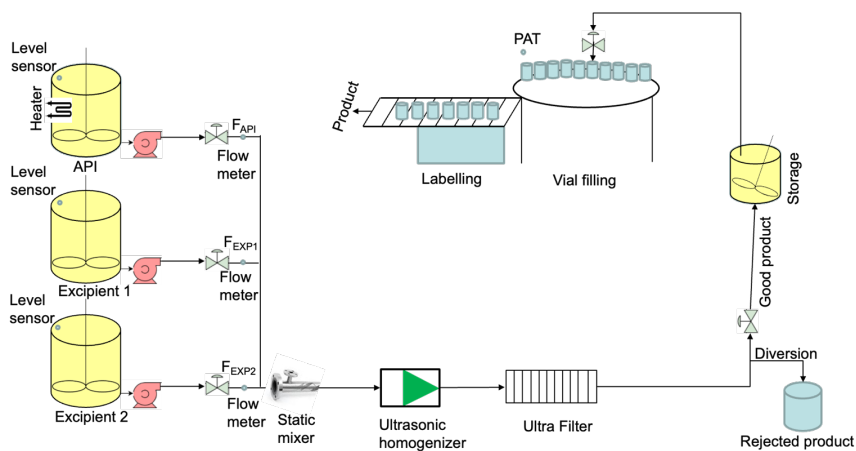 Level
sensor
Heater
API
F_API
Flow
meter
Level
sensor
Excipient 1
F_EXP1
Flow
meter
Level
sensor
Excipient 2
F_EXP2
Flow
meter
Static
mixer
Ultrasonic
homogenizer
Ultra Filter
Diversion
Rejected product
Good product
Storage
PAT
Vial filling
Labelling
Product